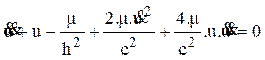 + u - μ/h² + 2.μ. ²/c² + 4.μ/c² .u. = 0